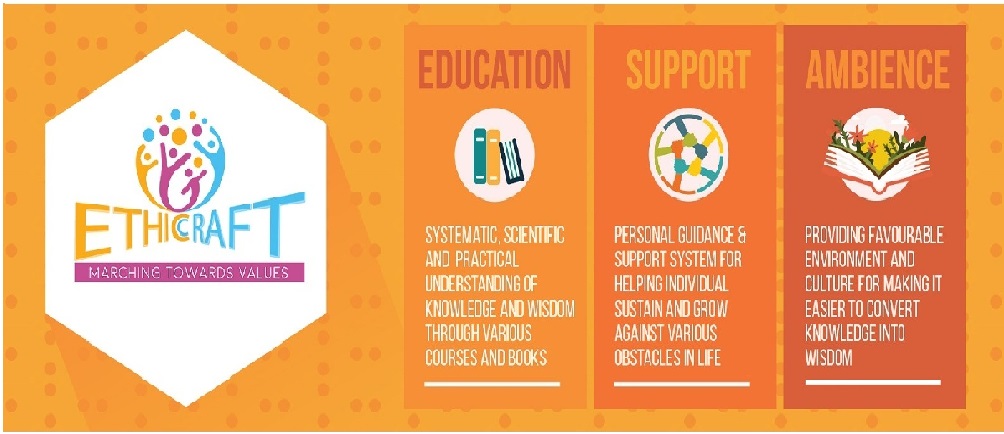 ETHICCRAFT
MARCHING TOWARDS VALUES
EDUCATION
SYSTEMATIC, SCIENTIFIC
AND PRACTICAL
UNDERSTANDING OF
KNOWLEDGE AND WISDOM
THROUGH VARIOUS
COURSES AND BOOKS
SUPPORT
PERSONAL GUIDANCE &
SUPPORT SYSTEM FOR
HELPING INDIVIDUAL
SUSTAIN AND GROW
AGAINST VARIOUS
OBSTACLES IN LIFE
AMBIENCE
PROVIDING FAVOURABLE
ENVIRONMENT AND
CULTURE FOR MAKING IT
EASIER TO CONVERT
KNOWLEDGE INTO
WISDOM